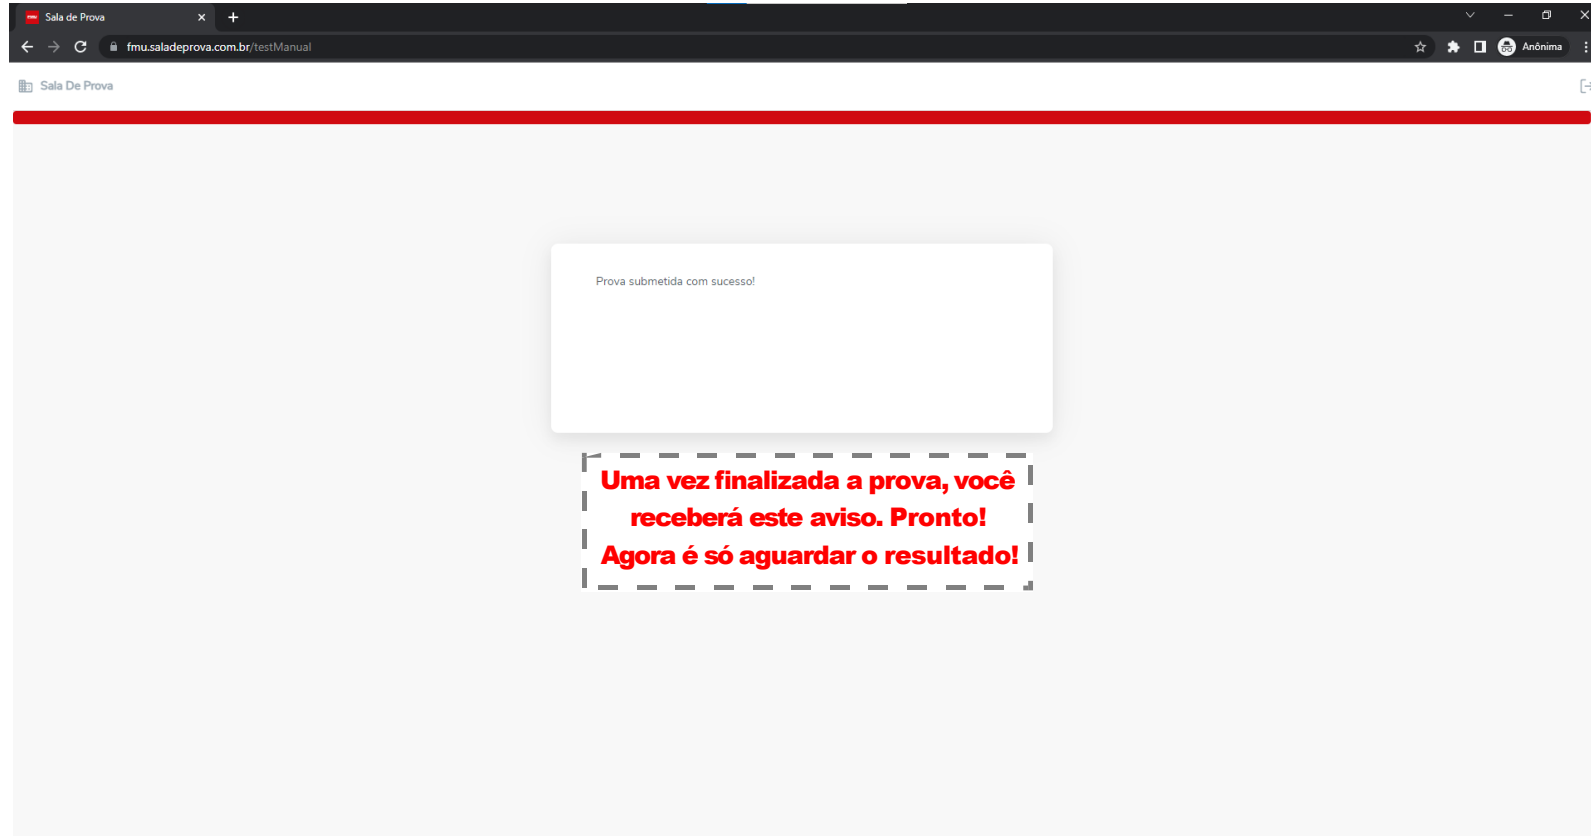 Sala de Prova
fmu.saladeprova.com.br/testManual
Anônima
Sala De Prova
Prova submetida com sucesso!
Uma vez finalizada a prova, você
receberá este aviso. Pronto!
Agora é só aguardar o resultado!